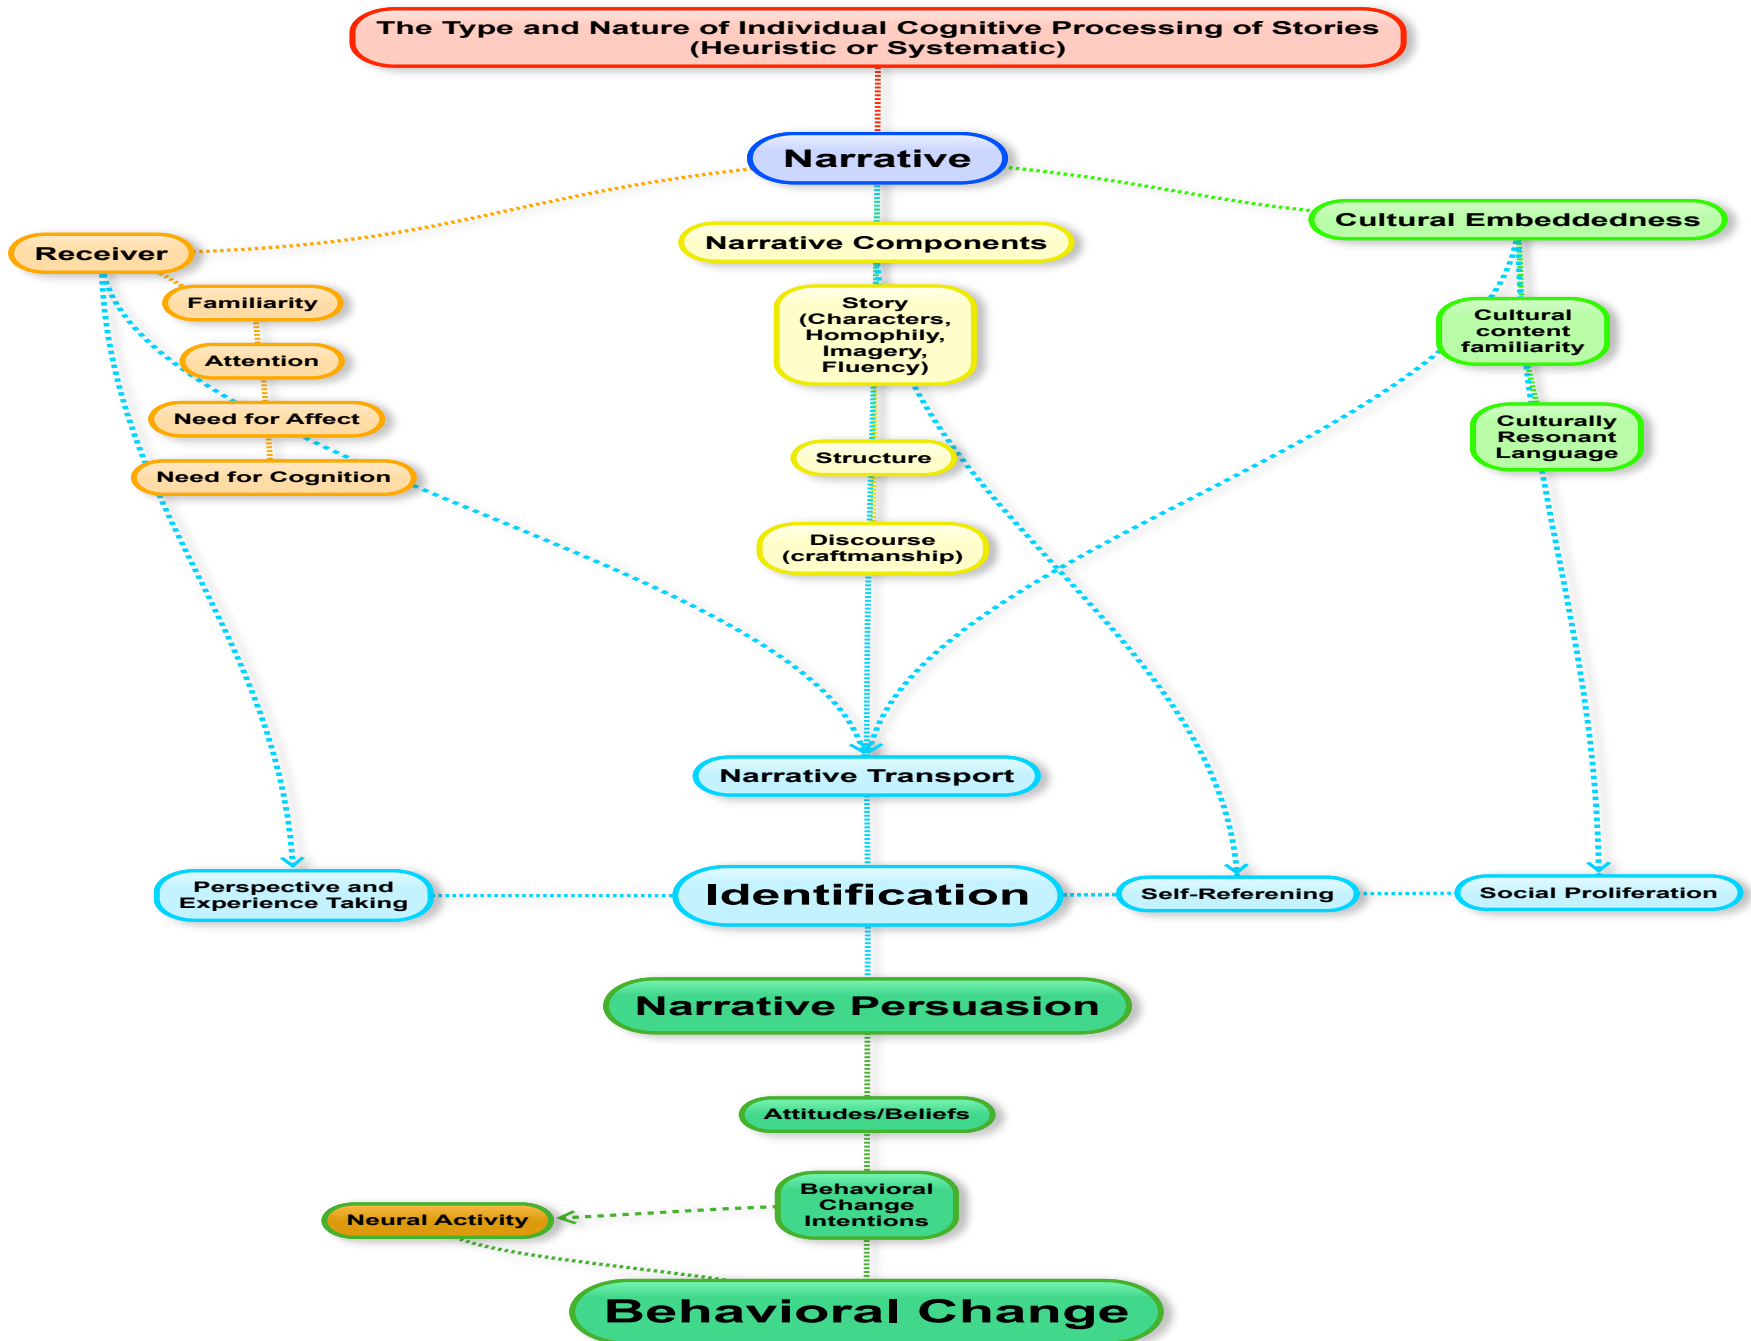 The Type and Nature of Individual Cognitive Processing of Stories
(Heuristic or Systematic)
Narrative
Cultural Embeddedness
Receiver
Narrative Components
Familiarity
Story
(Characters,
Homophily,
Imagery,
Fluency)
Cultural
content
familiarity
Attention
Need for Affect
Culturally
Resonant
Language
Structure
Need for Cognition
Discourse
(craftmanship)
Narrative Transport
Perspective and
Experience Taking
Identification
Self-Referening
Social Proliferation
Narrative Persuasion
Attitudes/Beliefs
Behavioral
Change
Intentions
Neural Activity
Behavioral Change